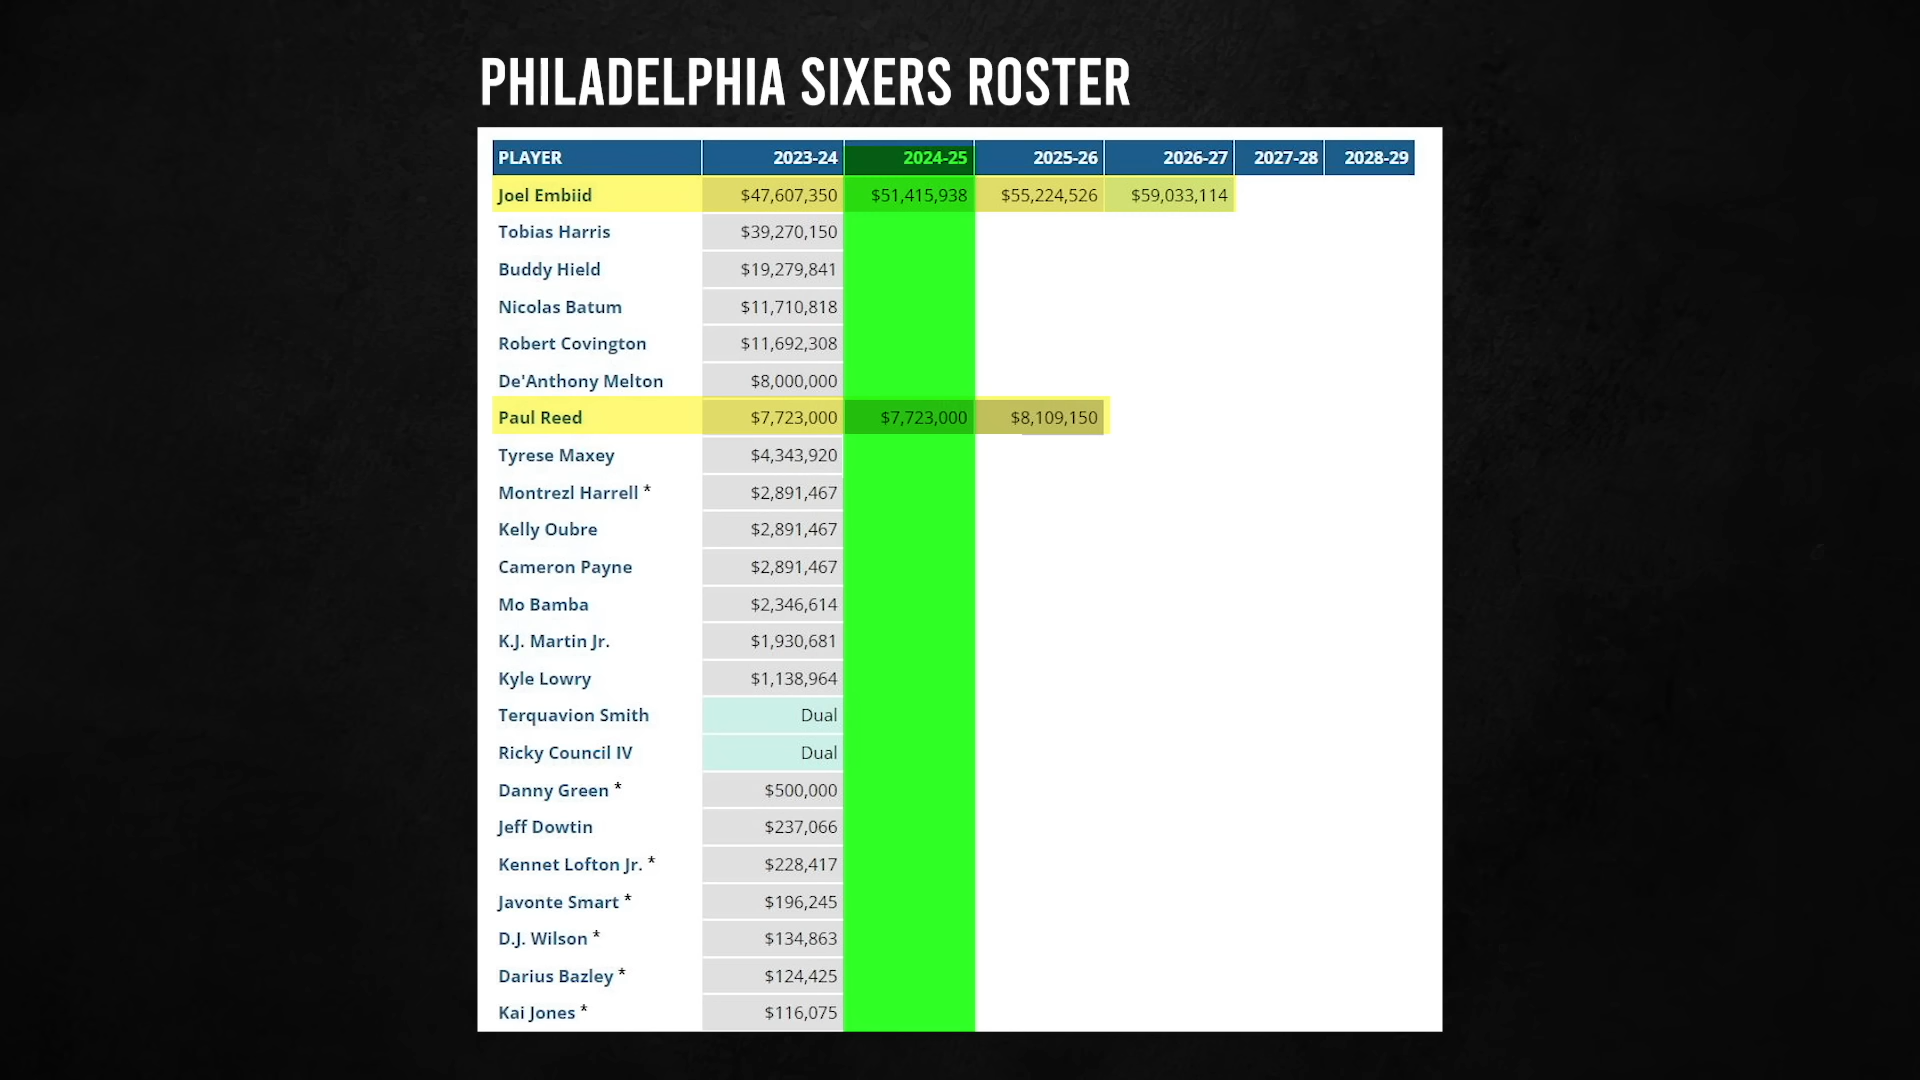 PHILADELPHIA SIXERS ROSTER
PLAYER 2023-24 2024-25 2025-26 2026-27 2027-28 2028-29
Joel Embiid $47,607,350 $51,415,938 $55,224,526 $59,033,114
Tobias Harris $39,270,150
Buddy Hield $19,279,841
Nicolas Batum $11,710,818
Robert Covington $11,692,308
De'Anthony Melton $8,000,000
Paul Reed $7,723,000 $7,723,000 $8,109,150
Tyrese Maxey $4,343,920
Montrezl Harrell * $2,891,467
Kelly Oubre $2,891,467
Cameron Payne $2,891,467
Mo Bamba $2,346,614
K.J. Martin Jr. $1,930,681
Kyle Lowry $1,138,964
Terquavion Smith Dual
Ricky Council IV Dual
Danny Green * $500,000
Jeff Dowtin $237,066
Kennet Lofton Jr. * $228,417
Javonte Smart * $196,245
D.J. Wilson * $134,863
Darius Bazley * $124,425
Kai Jones * $116,075